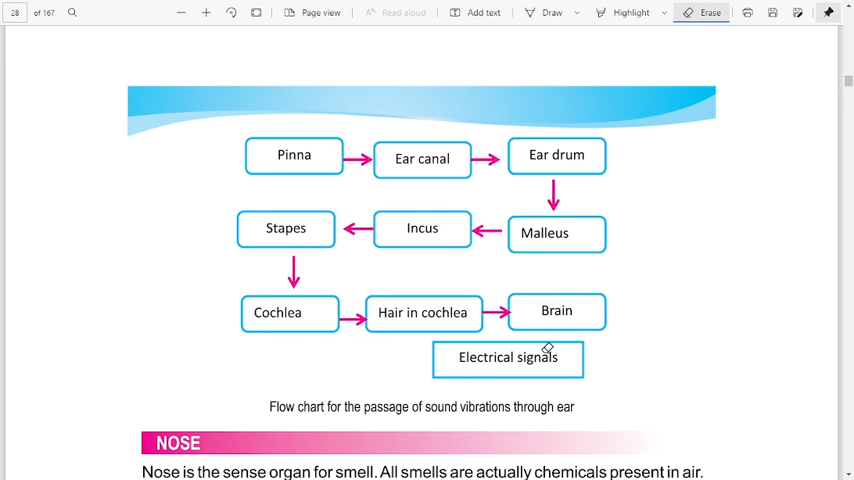 28 of 167 Page view Read aloud Add text Draw Highlight Erase
Pinna
Ear canal
Ear drum
Stapes
Incus
Malleus
Cochlea
Hair in cochlea
Brain
Electrical signals
Flow chart for the passage of sound vibrations through ear
NOSE
Nose is the sense organ for smell. All smells are actually chemicals present in air.